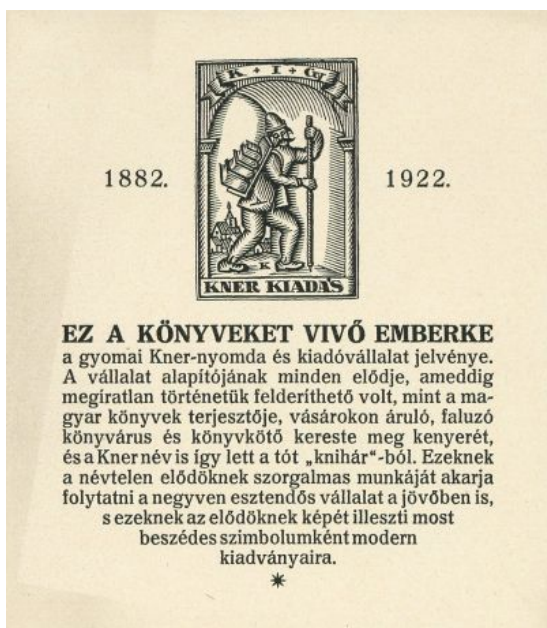 K + I + Gy
1882.
1922.
K
KNER KIADÁS
EZ A KÖNYVEKET VIVŐ EMBERKE
a gyomai Kner-nyomda és kiadóvállalat jelvénye.
A vállalat alapítójának minden elődje, ameddig
megíratlan történetük felderíthető volt, mint a ma-
gyar könyvek terjesztője, vásárokon áruló, faluzó
könyvárus és könyvkötő kereste meg kenyerét,
és a Kner név is így lett a tót „knihár“-ból. Ezeknek
a névtelen elődöknek szorgalmas munkáját akarja
folytatni a negyven esztendős vállalat a jövőben is,
s ezeknek az elődöknek képét illeszti most
beszédes szimbolumként modern
kiadványaira.